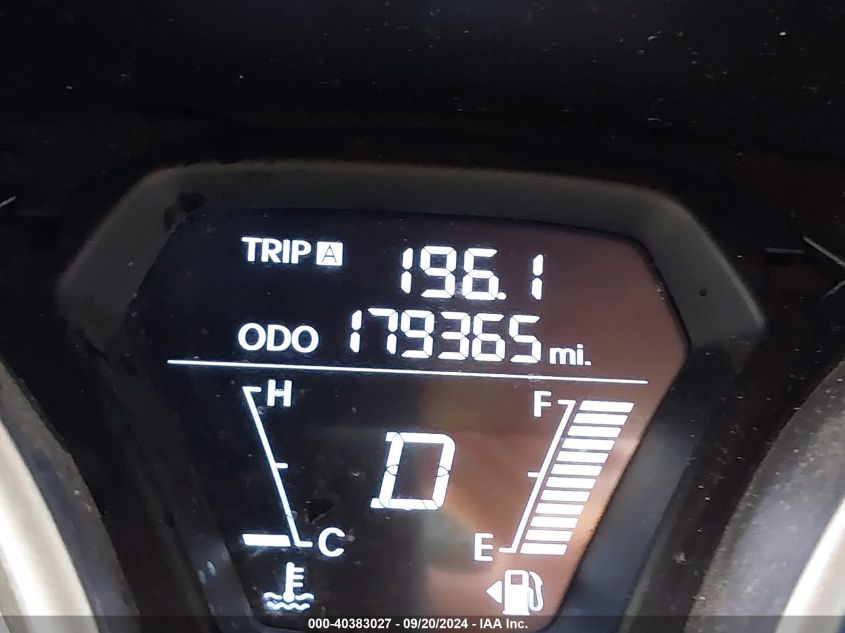 TRIP A 196.1
ODO 179365 mi.
H F
D
C E
000-40383027 - 09/20/2024 - IAA Inc.